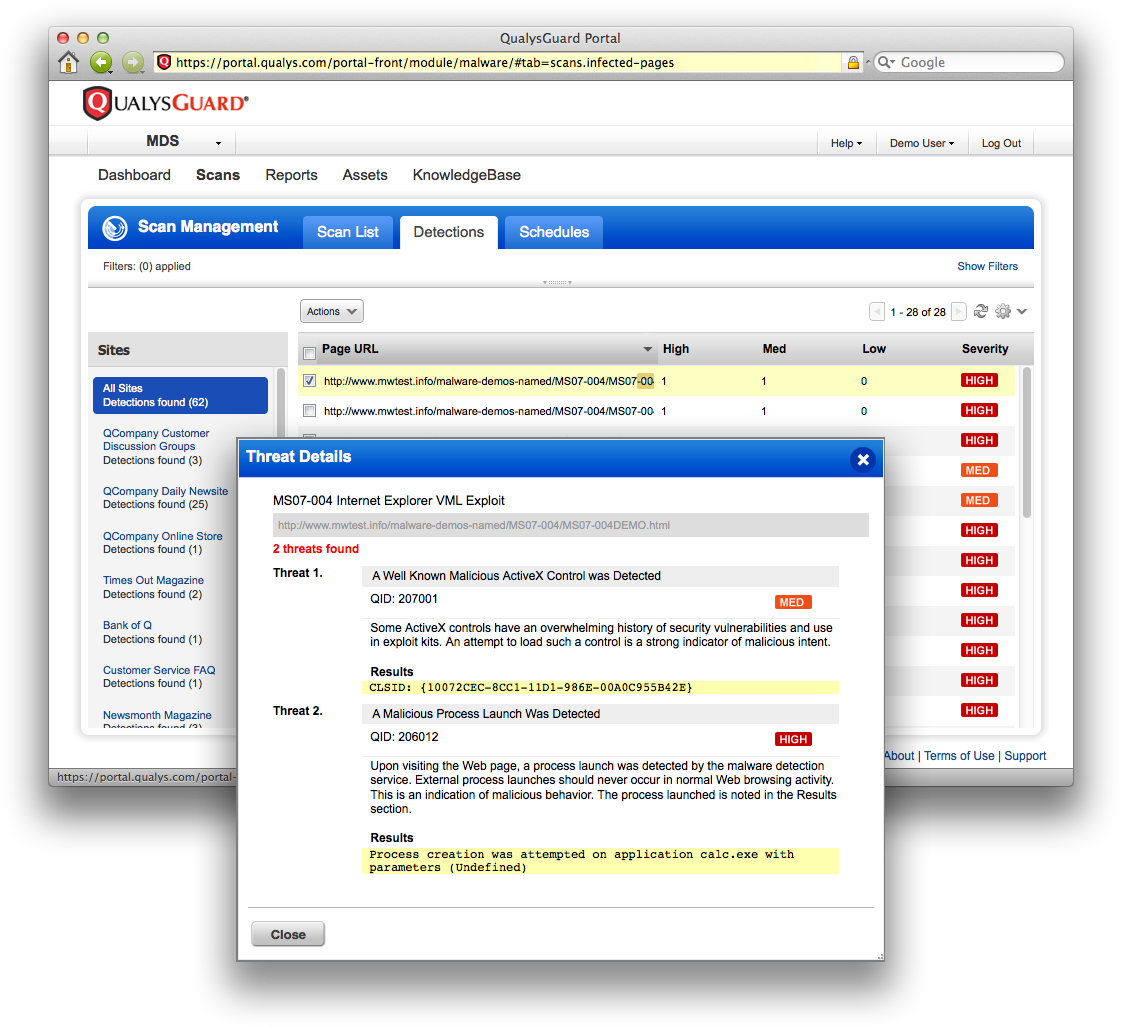 QualysGuard Portal
https://portal.qualys.com/portal-front/module/malware/#tab=scans.infected-pages
Google
QUALYSGUARD®
MDS
Help
Demo User
Log Out
Dashboard Scans Reports Assets KnowledgeBase
Scan Management
Scan List
Detections
Schedules
Filters: (0) applied
Show Filters
Actions
1 - 28 of 28
Sites
All Sites
Detections found (62)
QCompany Customer
Discussion Groups
Detections found (3)
QCompany Daily Newsite
Detections found (25)
QCompany Online Store
Detections found (1)
Times Out Magazine
Detections found (2)
Bank of Q
Detections found (1)
Customer Service FAQ
Detections found (1)
Newsmonth Magazine
Detections found (3)
Page URL High Med Low Severity
http://www.mwtest.info/malware-demos-named/MS07-004/MS07-00 1 1 0 HIGH
http://www.mwtest.info/malware-demos-named/MS07-004/MS07-00 1 1 0 HIGH
HIGH
MED
MED
HIGH
HIGH
HIGH
HIGH
HIGH
HIGH
HIGH
Threat Details
MS07-004 Internet Explorer VML Exploit
http://www.mwtest.info/malware-demos-named/MS07-004/MS07-004DEMO.html
2 threats found
Threat 1.
A Well Known Malicious ActiveX Control was Detected
QID: 207001
MED
Some ActiveX controls have an overwhelming history of security vulnerabilities and use
in exploit kits. An attempt to load such a control is a strong indicator of malicious intent.
Results
CLSID: {10072CEC-8CC1-11D1-986E-00A0C955B42E}
Threat 2.
A Malicious Process Launch Was Detected
QID: 206012
HIGH
Upon visiting the Web page, a process launch was detected by the malware detection
service. External process launches should never occur in normal Web browsing activity.
This is an indication of malicious behavior. The process launched is noted in the Results
section.
Results
Process creation was attempted on application calc.exe with
parameters (Undefined)
Close
About | Terms of Use | Support
https://portal.qualys.com/portal-